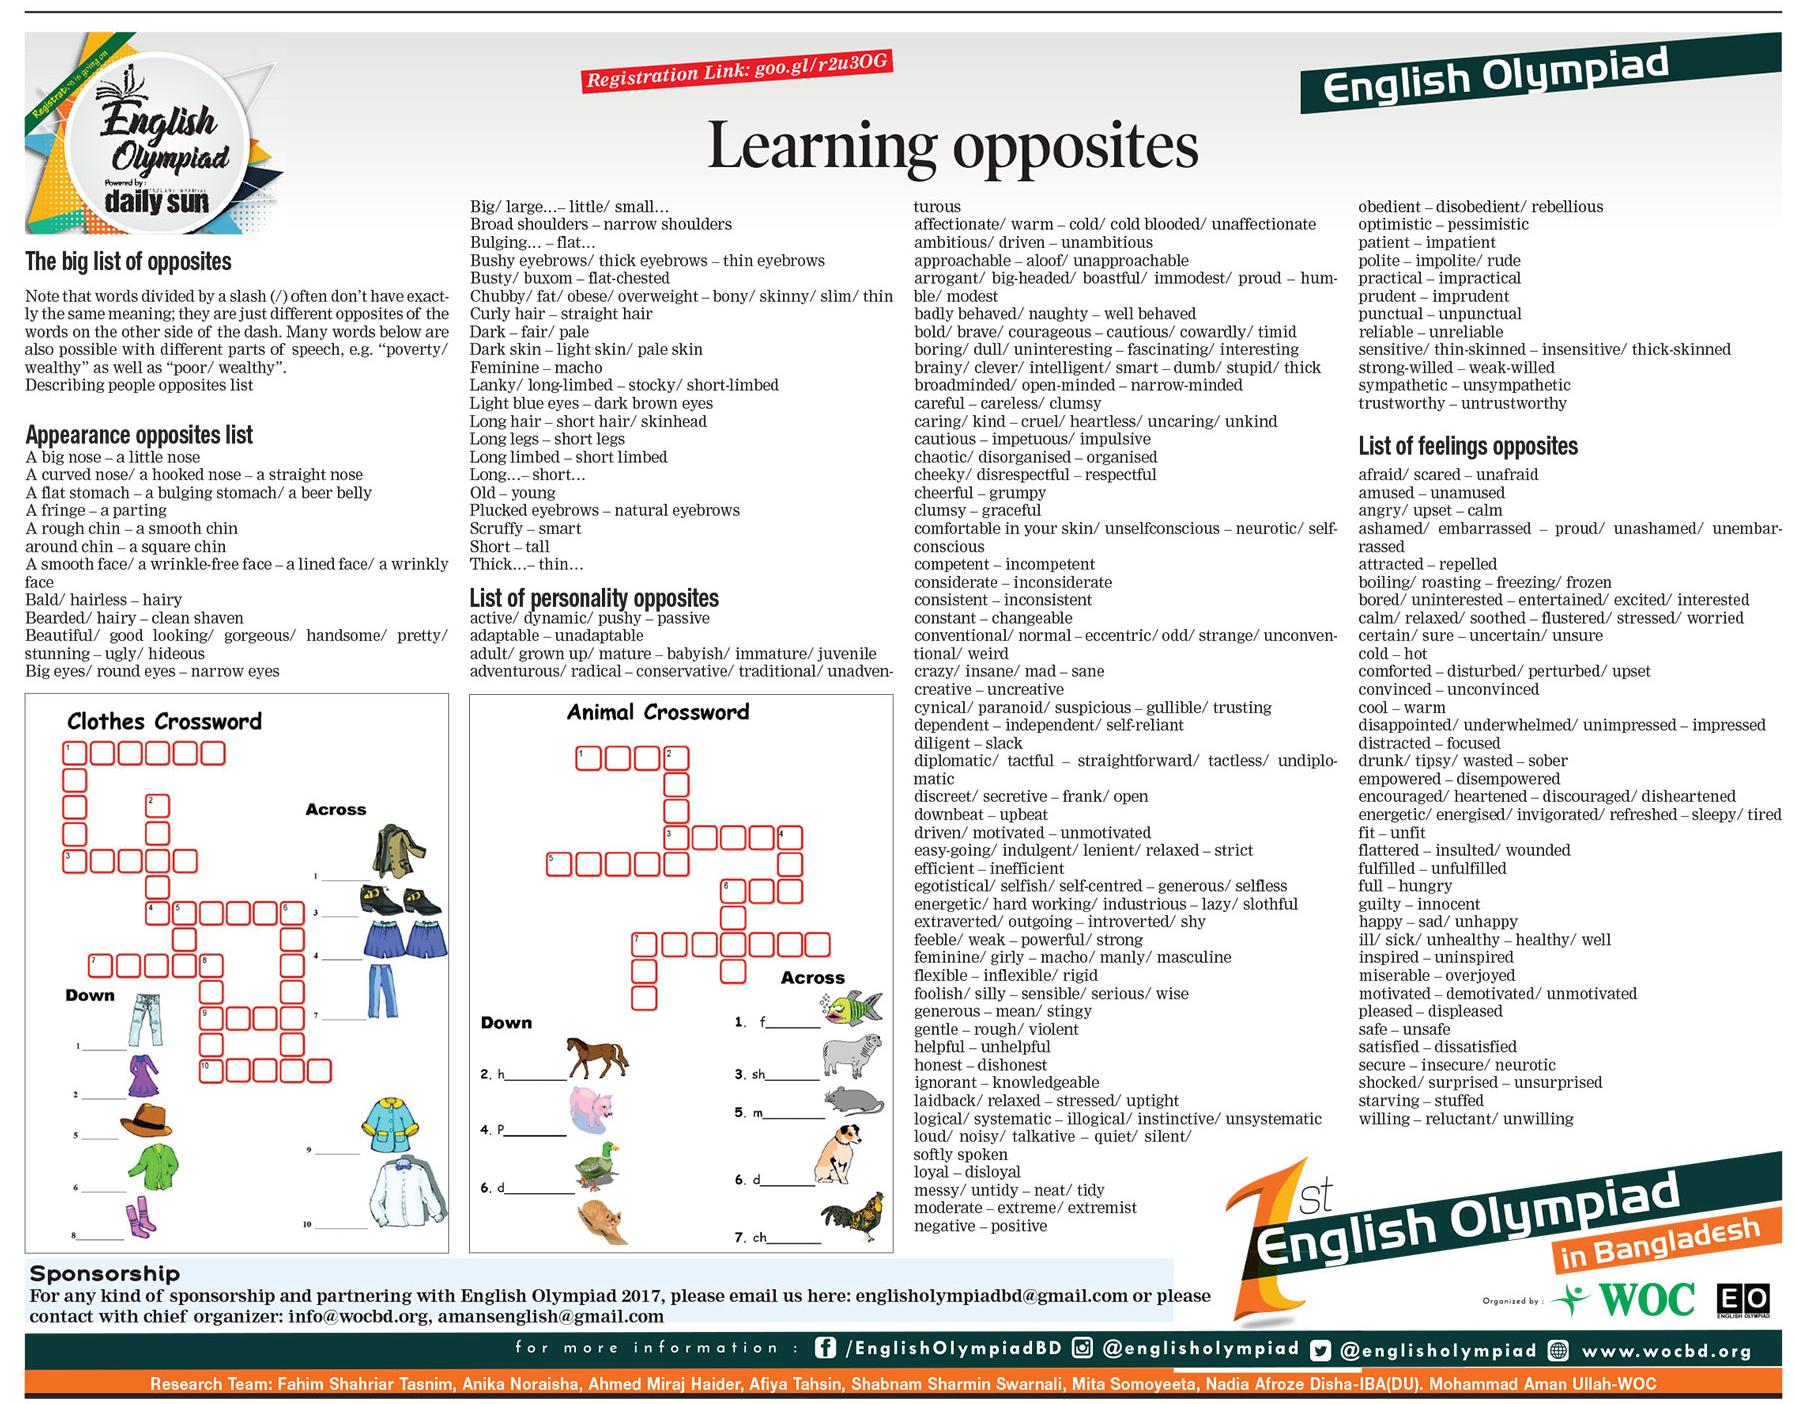 Registration is going on
English
Olympiad
Powered by :
daily sun
Registration Link: goo.gl/r2u3OG
English Olympiad
Learning opposites
The big list of opposites
Note that words divided by a slash (/) often don’t have exact-
ly the same meaning; they are just different opposites of the
words on the other side of the dash. Many words below are
also possible with different parts of speech, e.g. “poverty/
wealthy” as well as “poor/ wealthy”.
Describing people opposites list
Appearance opposites list
A big nose – a little nose
A curved nose/ a hooked nose – a straight nose
A flat stomach – a bulging stomach/ a beer belly
A fringe – a parting
A rough chin – a smooth chin
around chin – a square chin
A smooth face/ a wrinkle-free face – a lined face/ a wrinkly
face
Bald/ hairless – hairy
Bearded/ hairy – clean shaven
Beautiful/ good looking/ gorgeous/ handsome/ pretty/
stunning – ugly/ hideous
Big eyes/ round eyes – narrow eyes
Big/ large...– little/ small...
Broad shoulders – narrow shoulders
Bulging... – flat...
Bushy eyebrows/ thick eyebrows – thin eyebrows
Busty/ buxom – flat-chested
Chubby/ fat/ obese/ overweight – bony/ skinny/ slim/ thin
Curly hair – straight hair
Dark – fair/ pale
Dark skin – light skin/ pale skin
Feminine – macho
Lanky/ long-limbed – stocky/ short-limbed
Light blue eyes – dark brown eyes
Long hair – short hair/ skinhead
Long legs – short legs
Long limbed – short limbed
Long...– short...
Old – young
Plucked eyebrows – natural eyebrows
Scruffy – smart
Short – tall
Thick...– thin...
List of personality opposites
active/ dynamic/ pushy – passive
adaptable – unadaptable
adult/ grown up/ mature – babyish/ immature/ juvenile
adventurous/ radical – conservative/ traditional/ unadven-
turous
affectionate/ warm – cold/ cold blooded/ unaffectionate
ambitious/ driven – unambitious
approachable – aloof/ unapproachable
arrogant/ big-headed/ boastful/ immodest/ proud – hum-
ble/ modest
badly behaved/ naughty – well behaved
bold/ brave/ courageous – cautious/ cowardly/ timid
boring/ dull/ uninteresting – fascinating/ interesting
brainy/ clever/ intelligent/ smart – dumb/ stupid/ thick
broadminded/ open-minded – narrow-minded
careful – careless/ clumsy
caring/ kind – cruel/ heartless/ uncaring/ unkind
cautious – impetuous/ impulsive
chaotic/ disorganised – organised
cheeky/ disrespectful – respectful
cheerful – grumpy
clumsy – graceful
comfortable in your skin/ unselfconscious – neurotic/ self-
conscious
competent – incompetent
considerate – inconsiderate
consistent – inconsistent
constant – changeable
conventional/ normal – eccentric/ odd/ strange/ unconven-
tional/ weird
crazy/ insane/ mad – sane
creative – uncreative
cynical/ paranoid/ suspicious – gullible/ trusting
dependent – independent/ self-reliant
diligent – slack
diplomatic/ tactful – straightforward/ tactless/ undiplo-
matic
discreet/ secretive – frank/ open
downbeat – upbeat
driven/ motivated – unmotivated
easy-going/ indulgent/ lenient/ relaxed – strict
efficient – inefficient
egotistical/ selfish/ self-centred – generous/ selfless
energetic/ hard working/ industrious – lazy/ slothful
extraverted/ outgoing – introverted/ shy
feeble/ weak – powerful/ strong
feminine/ girly – macho/ manly/ masculine
flexible – inflexible/ rigid
foolish/ silly – sensible/ serious/ wise
generous – mean/ stingy
gentle – rough/ violent
helpful – unhelpful
honest – dishonest
ignorant – knowledgeable
laidback/ relaxed – stressed/ uptight
logical/ systematic – illogical/ instinctive/ unsystematic
loud/ noisy/ talkative – quiet/ silent/
softly spoken
loyal – disloyal
messy/ untidy – neat/ tidy
moderate – extreme/ extremist
negative – positive
obedient – disobedient/ rebellious
optimistic – pessimistic
patient – impatient
polite – impolite/ rude
practical – impractical
prudent – imprudent
punctual – unpunctual
reliable – unreliable
sensitive/ thin-skinned – insensitive/ thick-skinned
strong-willed – weak-willed
sympathetic – unsympathetic
trustworthy – untrustworthy
List of feelings opposites
afraid/ scared – unafraid
amused – unamused
angry/ upset – calm
ashamed/ embarrassed – proud/ unashamed/ unembar-
rassed
attracted – repelled
boiling/ roasting – freezing/ frozen
bored/ uninterested – entertained/ excited/ interested
calm/ relaxed/ soothed – flustered/ stressed/ worried
certain/ sure – uncertain/ unsure
cold – hot
comforted – disturbed/ perturbed/ upset
convinced – unconvinced
cool – warm
disappointed/ underwhelmed/ unimpressed – impressed
distracted – focused
drunk/ tipsy/ wasted – sober
empowered – disempowered
encouraged/ heartened – discouraged/ disheartened
energetic/ energised/ invigorated/ refreshed – sleepy/ tired
fit – unfit
flattered – insulted/ wounded
fulfilled – unfulfilled
full – hungry
guilty – innocent
happy – sad/ unhappy
ill/ sick/ unhealthy – healthy/ well
inspired – uninspired
miserable – overjoyed
motivated – demotivated/ unmotivated
pleased – displeased
safe – unsafe
satisfied – dissatisfied
secure – insecure/ neurotic
shocked/ surprised – unsurprised
starving – stuffed
willing – reluctant/ unwilling
Clothes Crossword
1
2
3
4 5 6
7 8
9
10
Across
1 ______
3 ______
4 ______
7 ______
9 ______
10 ______
Down
1 ______
2 ______
5 ______
6 ______
8 ______
Animal Crossword
1 2
3 4
5
6
7
Across
1. f______
3. sh______
5. m______
6. d______
7. ch______
Down
2. h______
4. P______
6. d______
1st
English Olympiad
in Bangladesh
Organized by :
WOC
EO
ENGLISH OLYMPIAD
Sponsorship
For any kind of sponsorship and partnering with English Olympiad 2017, please email us here: englisholympiadbd@gmail.com or please
contact with chief organizer: info@wocbd.org, amansenglish@gmail.com
for more information : /EnglishOlympiadBD @englisholympiad @englisholympiad www.wocbd.org
Research Team: Fahim Shahriar Tasnim, Anika Noraisha, Ahmed Miraj Haider, Afiya Tahsin, Shabnam Sharmin Swarnali, Mita Somoyeeta, Nadia Afroze Disha-IBA(DU). Mohammad Aman Ullah-WOC